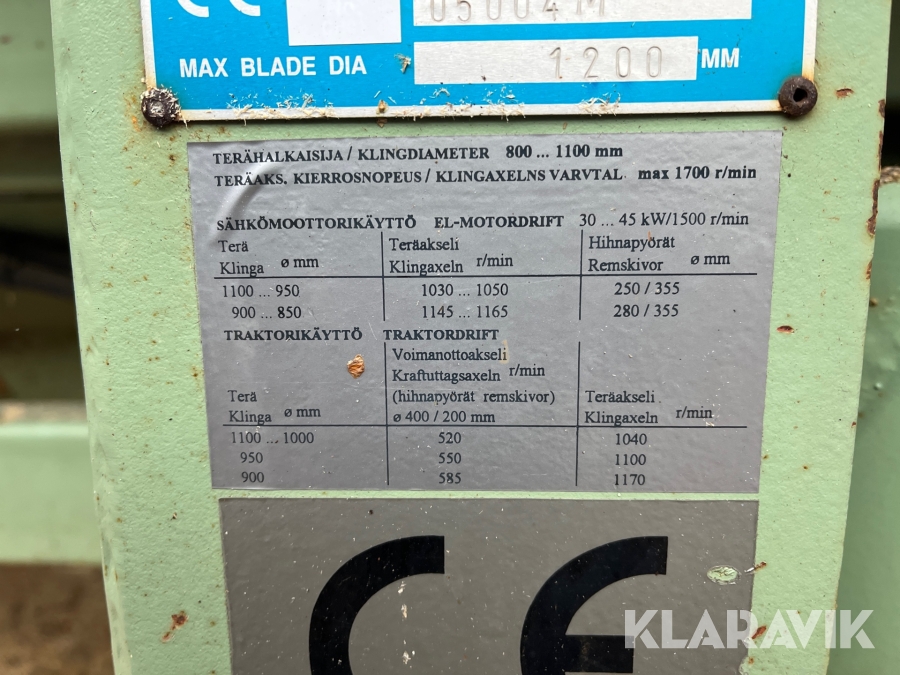 CE
05004M
MAX BLADE DIA 1200 MM
TERÄHALKAISIJA / KLINGDIAMETER 800 ... 1100 mm
TERÄAKS. KIERROSNOPEUS / KLINGAXELNS VARVTAL max 1700 r/min
SÄHKÖMOOTTORIKÄYTTÖ EL-MOTORDRIFT 30 ... 45 kW/1500 r/min
Terä Teräakseli Hihnapyörät
Klinga ø mm Klingaxeln r/min Remskivor ø mm
1100 ... 950 1030 ... 1050 250 / 355
900 ... 850 1145 ... 1165 280 / 355
TRAKTORIKÄYTTÖ TRAKTORDRIFT
Voimanottoakseli
Kraftuttagsaxeln r/min
Terä (hihnapyörät remskivor) Teräakseli
Klinga ø mm ø 400 / 200 mm Klingaxeln r/min
1100 ... 1000 520 1040
950 550 1100
900 585 1170
CE
KLARAVIK